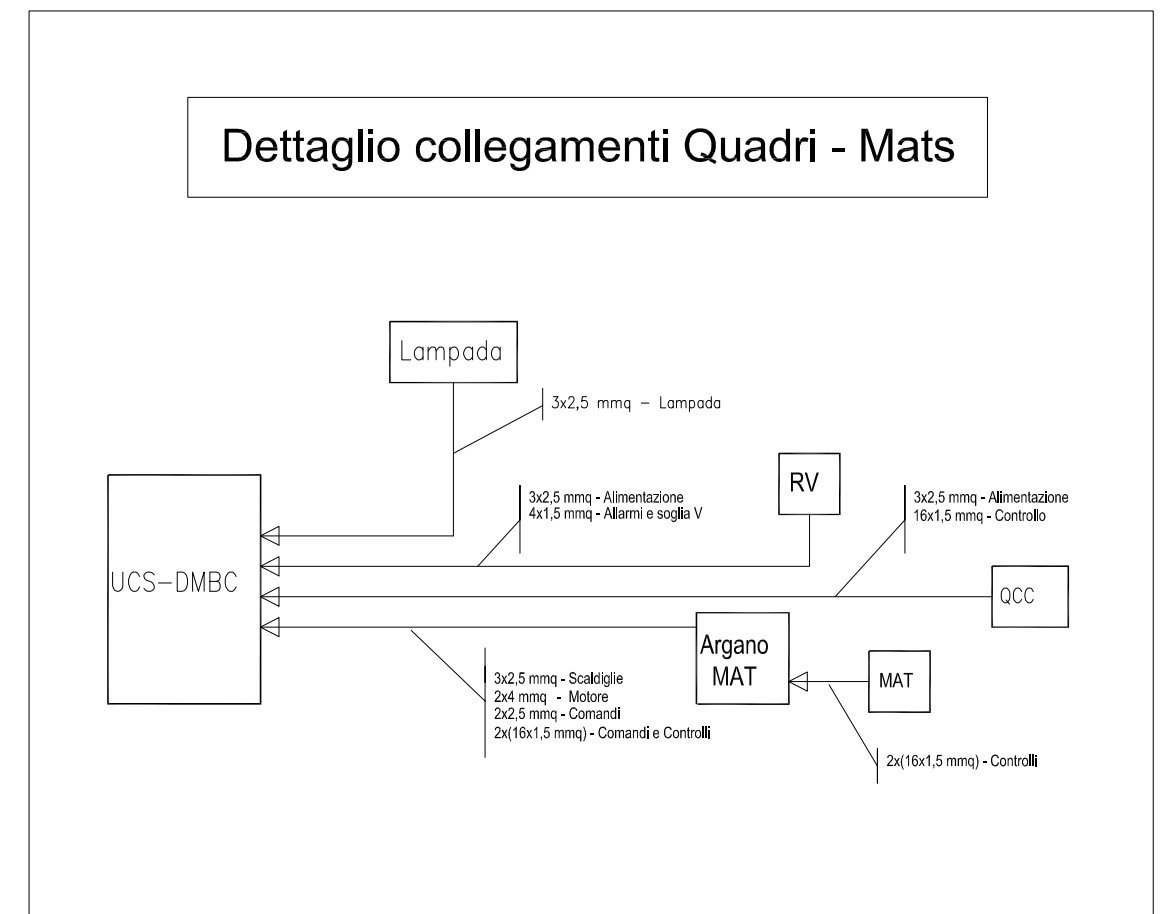 Dettaglio collegamenti Quadri - Mats
Lampada
3x2,5 mmq - Lampada
RV
3x2,5 mmq - Alimentazione
4x1,5 mmq - Allarmi e soglia V
3x2,5 mmq - Alimentazione
16x1,5 mmq - Controllo
UCS-DMBC
QCC
Argano
MAT
MAT
3x2,5 mmq - Scaldiglie
2x4 mmq - Motore
2x2,5 mmq - Comandi
2x(16x1,5 mmq) - Comandi e Controlli
2x(16x1,5 mmq) - Controlli